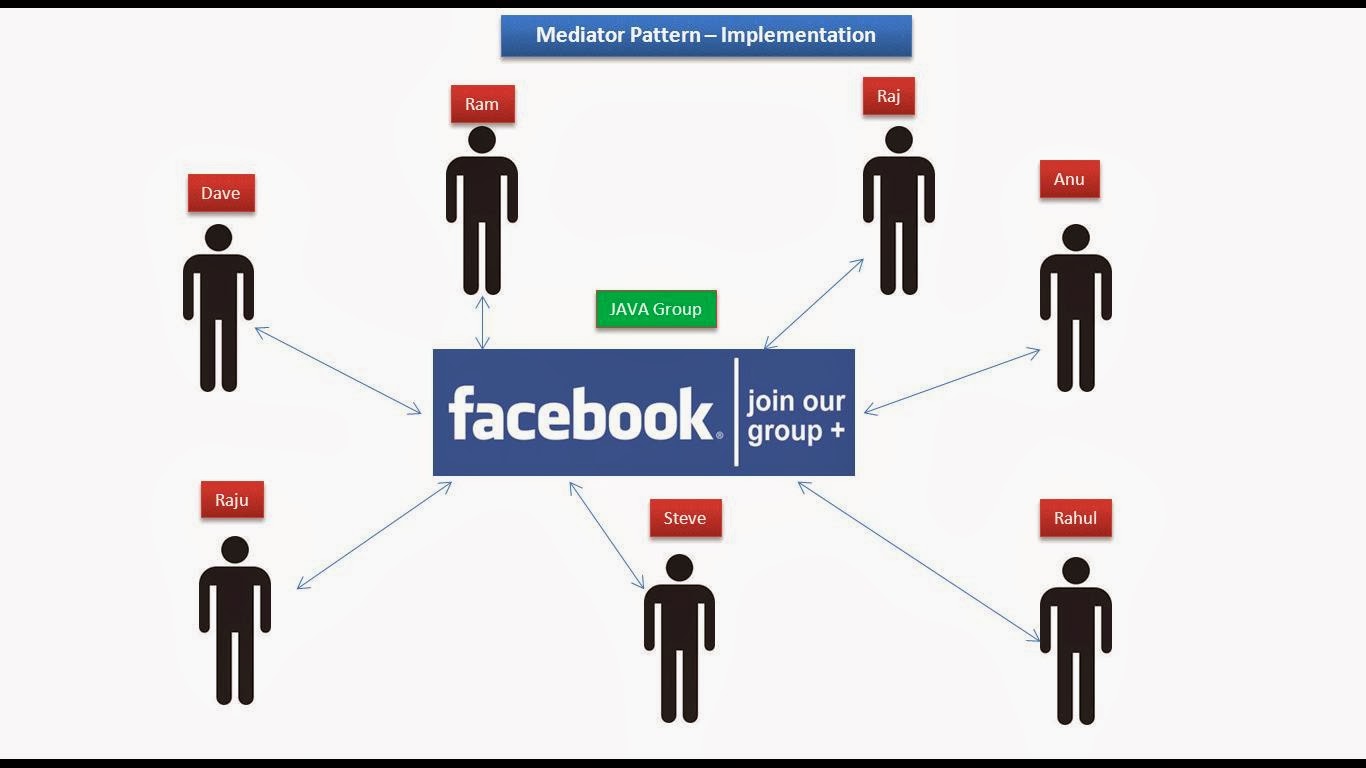 Mediator Pattern – Implementation
Ram
Raj
Dave
Anu
JAVA Group
facebook®
join our
group +
Raju
Steve
Rahul